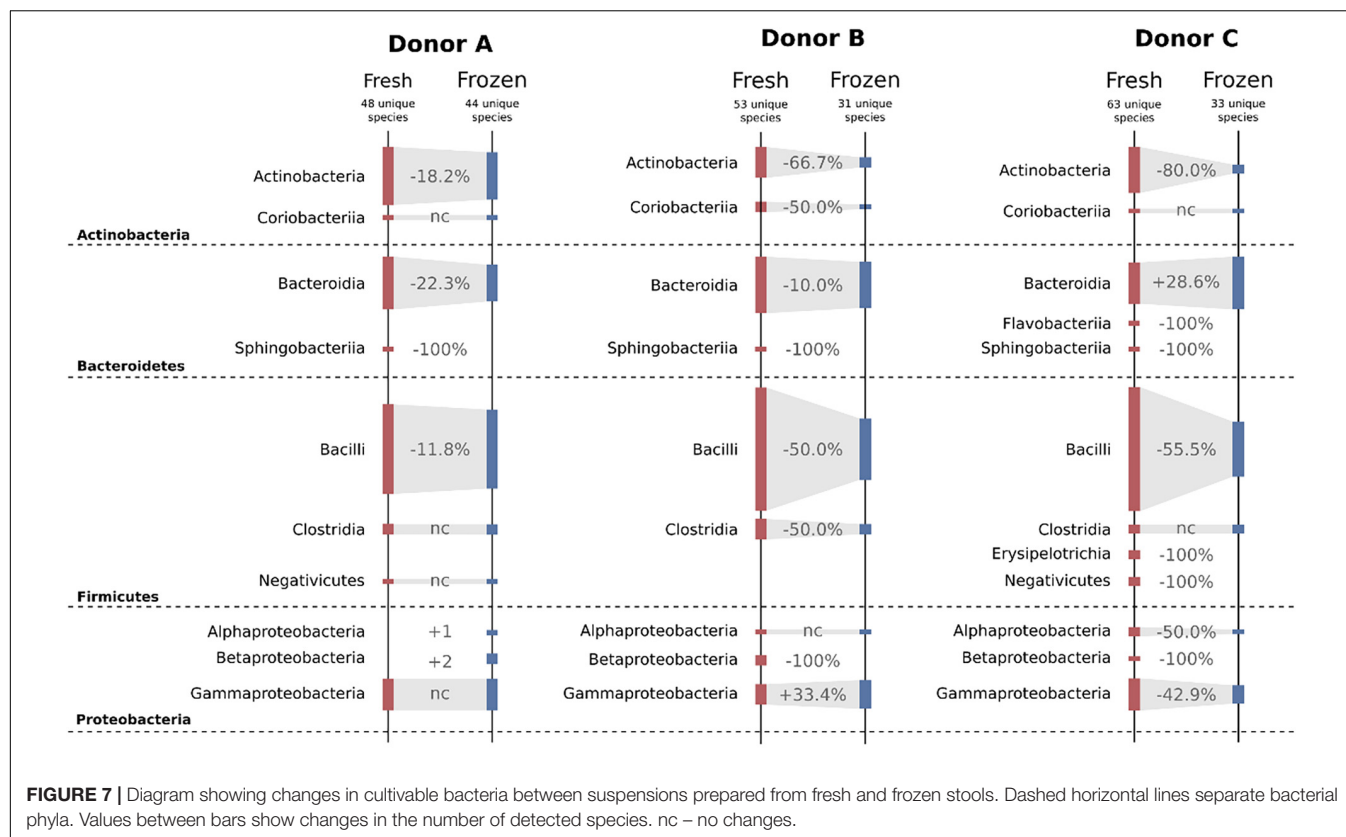 Donor A
Donor B
Donor C
Fresh
Frozen
Fresh
Frozen
Fresh
Frozen
48 unique
species
44 unique
species
53 unique
species
31 unique
species
63 unique
species
33 unique
species
Actinobacteria
-18.2%
Actinobacteria
-66.7%
Actinobacteria
-80.0%
Coriobacteriia
nc
Coriobacteriia
-50.0%
Coriobacteriia
nc
Actinobacteria
Bacteroidia
-22.3%
Bacteroidia
-10.0%
Bacteroidia
+28.6%
Flavobacteriia
-100%
Sphingobacteriia
-100%
Sphingobacteriia
-100%
Sphingobacteriia
-100%
Bacteroidetes
Bacilli
-11.8%
Bacilli
-50.0%
Bacilli
-55.5%
Clostridia
nc
Clostridia
-50.0%
Clostridia
nc
Erysipelotrichia
-100%
Negativicutes
nc
Negativicutes
-100%
Firmicutes
Alphaproteobacteria
+1
Alphaproteobacteria
nc
Alphaproteobacteria
-50.0%
Betaproteobacteria
+2
Betaproteobacteria
-100%
Betaproteobacteria
-100%
Gammaproteobacteria
nc
Gammaproteobacteria
+33.4%
Gammaproteobacteria
-42.9%
Proteobacteria
FIGURE 7 | Diagram showing changes in cultivable bacteria between suspensions prepared from fresh and frozen stools. Dashed horizontal lines separate bacterial
phyla. Values between bars show changes in the number of detected species. nc – no changes.